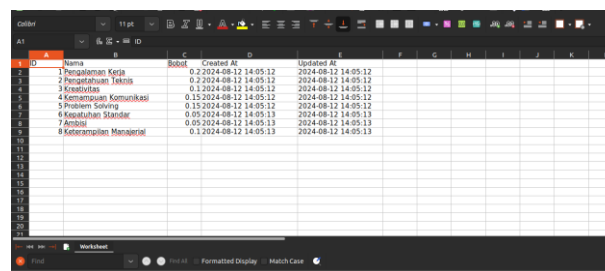 Calibri 11 pt
A1 ID
A B C D E F G H I J K
1 ID Nama Bobot Created At Updated At
2 1 Pengalaman Kerja 0.2 2024-08-12 14:05:12 2024-08-12 14:05:12
3 2 Pengetahuan Teknis 0.2 2024-08-12 14:05:12 2024-08-12 14:05:12
4 3 Kreativitas 0.1 2024-08-12 14:05:12 2024-08-12 14:05:12
5 4 Kemampuan Komunikasi 0.15 2024-08-12 14:05:12 2024-08-12 14:05:12
6 5 Problem Solving 0.15 2024-08-12 14:05:12 2024-08-12 14:05:12
7 6 Kepatuhan Standar 0.05 2024-08-12 14:05:13 2024-08-12 14:05:13
8 7 Ambisi 0.05 2024-08-12 14:05:13 2024-08-12 14:05:13
9 8 Keterampilan Manajerial 0.1 2024-08-12 14:05:13 2024-08-12 14:05:13
10
11
12
13
14
15
16
17
18
19
20
21
Worksheet
Find Find All Formatted Display Match Case